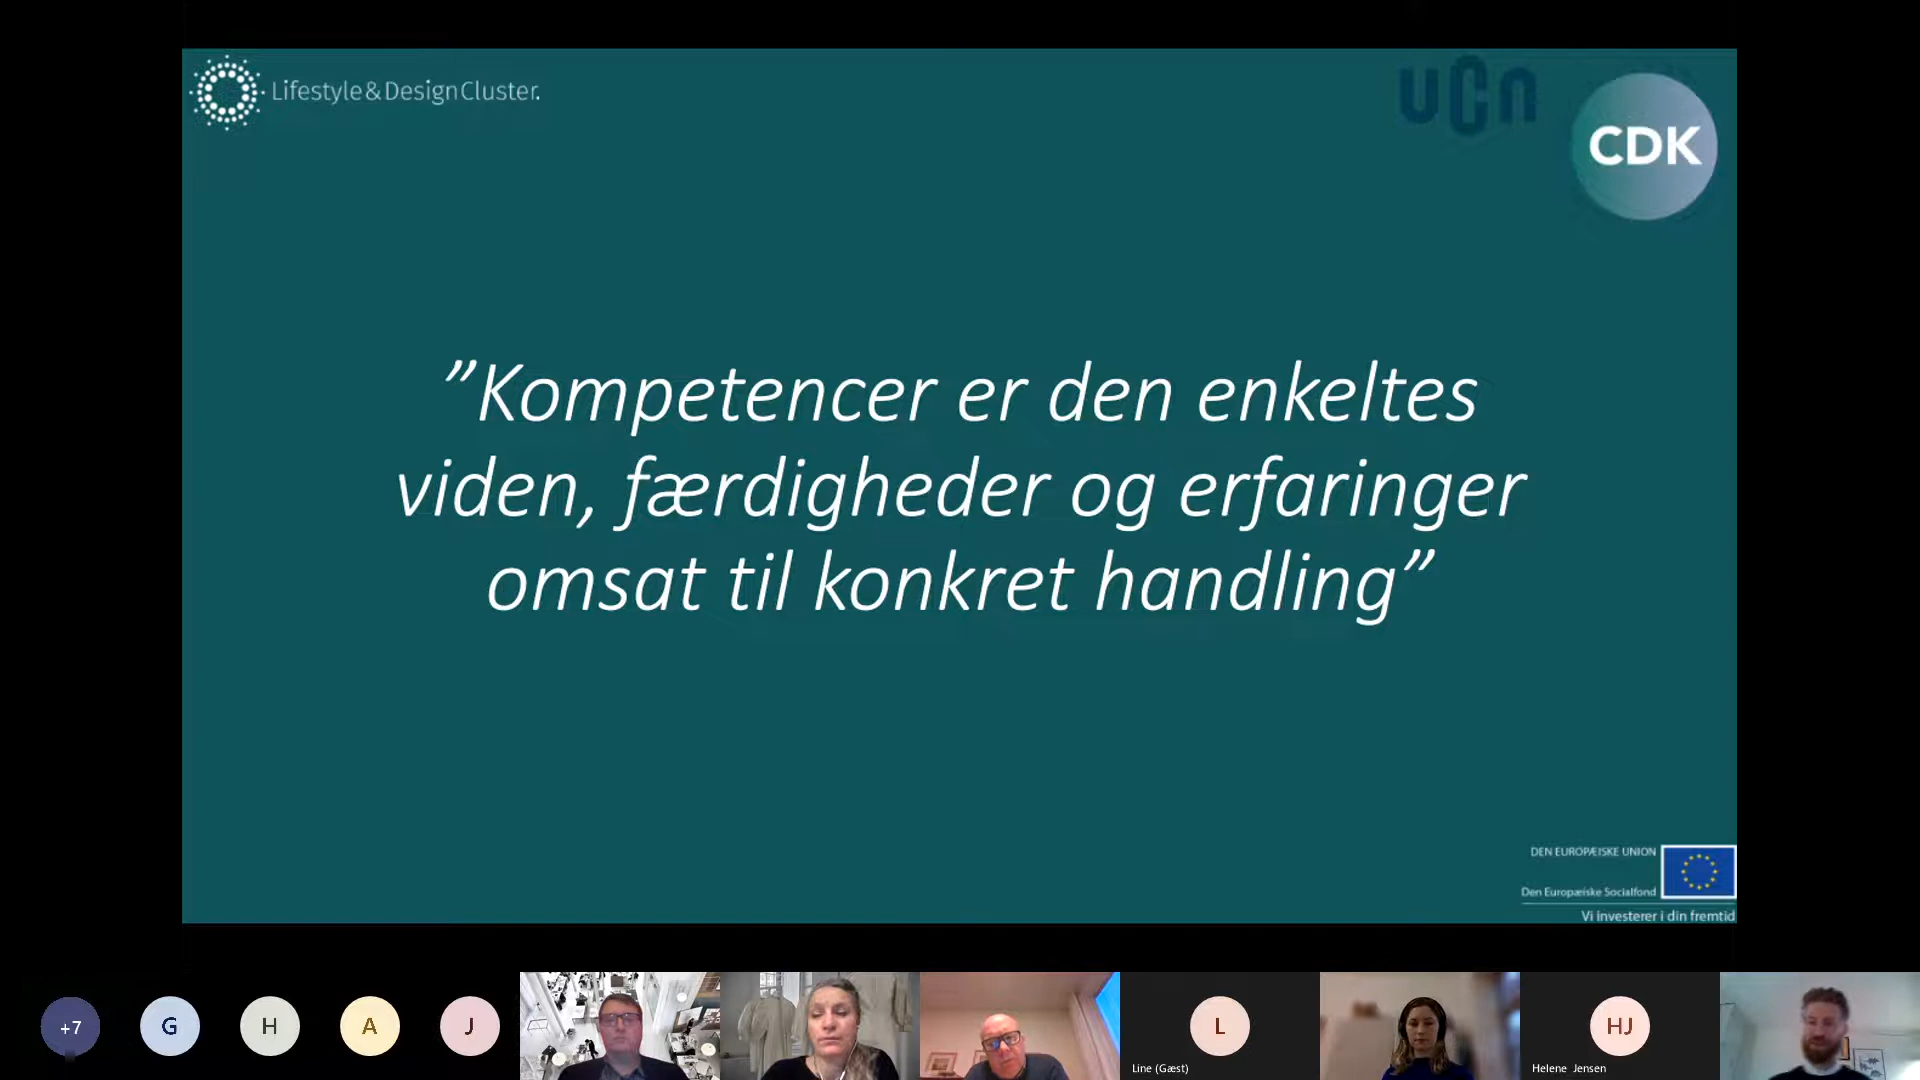 Lifestyle&DesignCluster.
ucn
CDK
”Kompetencer er den enkeltes
viden, færdigheder og erfaringer
omsat til konkret handling”
DEN EUROPÆISKE UNION
Den Europæiske Socialfond
Vi investerer i din fremtid
+7
G
H
A
J
L
Line (Gæst)
HJ
Helene Jensen